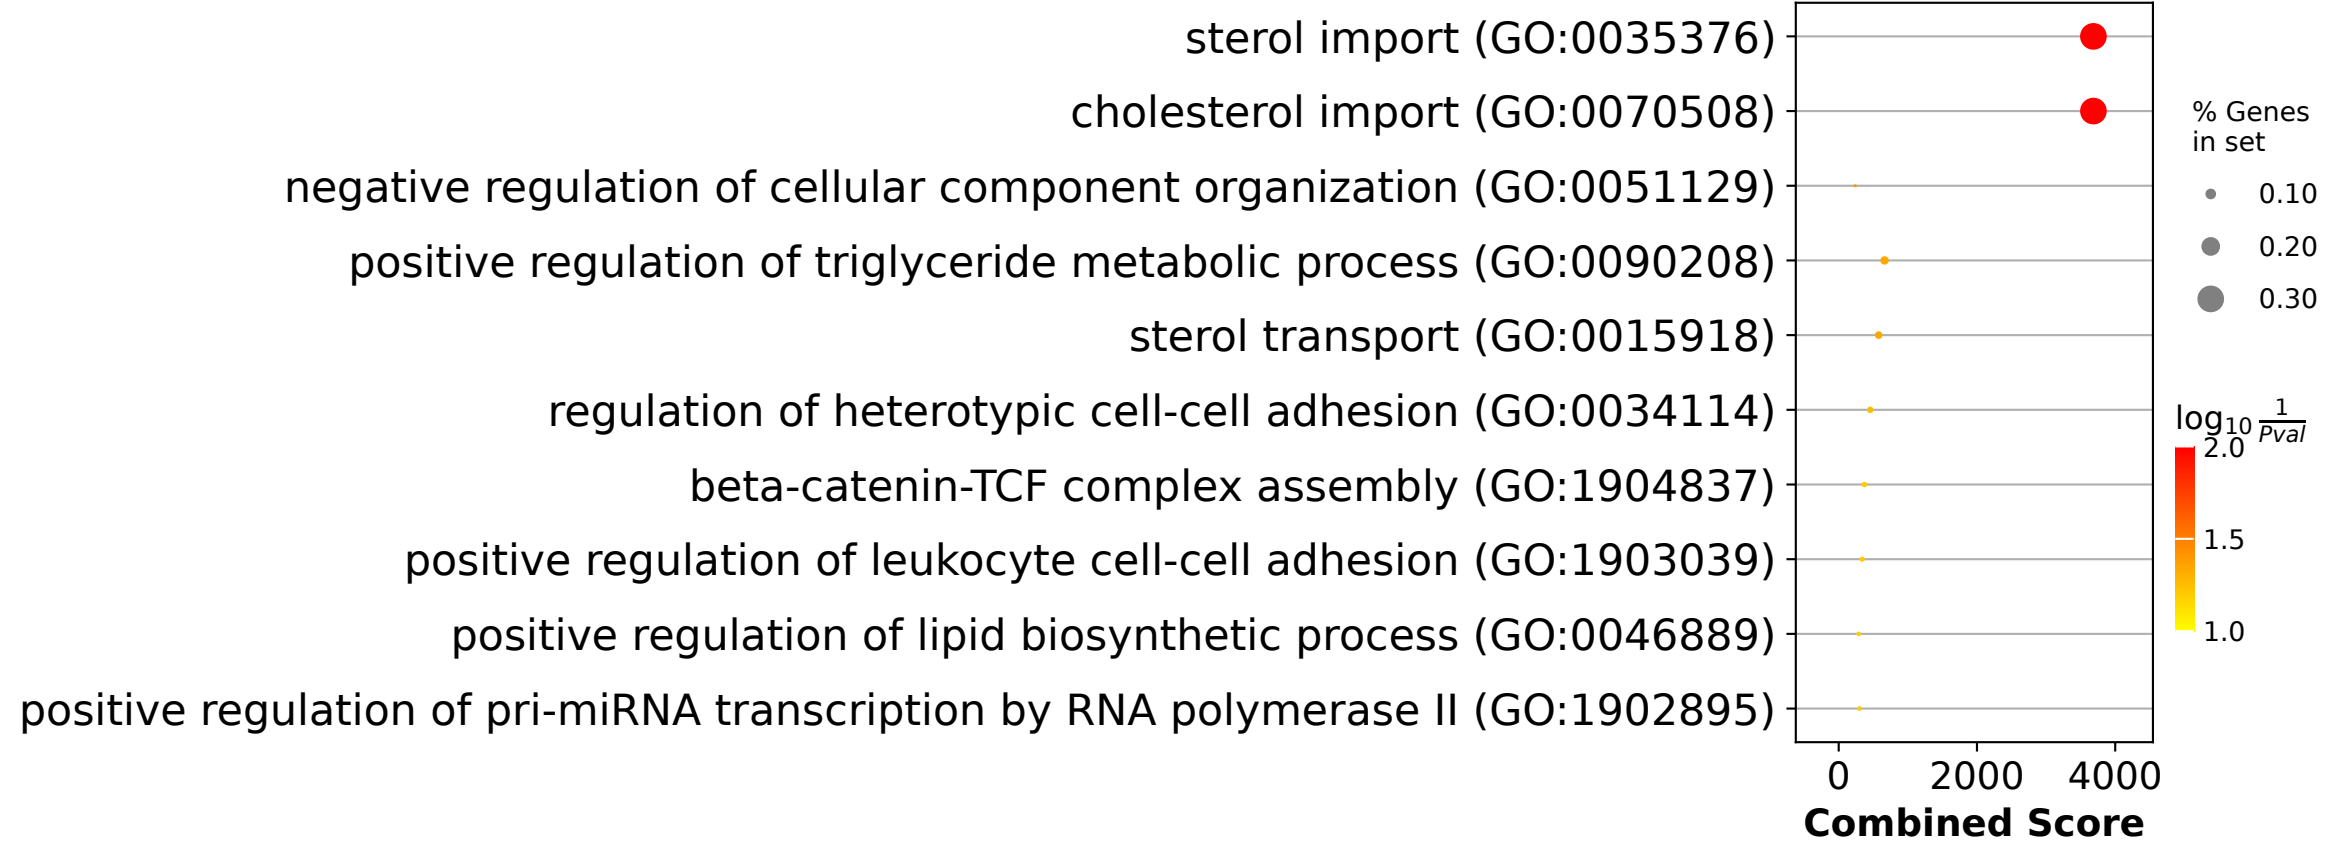 sterol import (GO:0035376)
cholesterol import (GO:0070508)
negative regulation of cellular component organization (GO:0051129)
positive regulation of triglyceride metabolic process (GO:0090208)
sterol transport (GO:0015918)
regulation of heterotypic cell-cell adhesion (GO:0034114)
beta-catenin-TCF complex assembly (GO:1904837)
positive regulation of leukocyte cell-cell adhesion (GO:1903039)
positive regulation of lipid biosynthetic process (GO:0046889)
positive regulation of pri-miRNA transcription by RNA polymerase II (GO:1902895)
0 2000 4000
Combined Score
% Genes
in set
0.10
0.20
0.30
log₁₀ 1/Pval
2.0
1.5
1.0